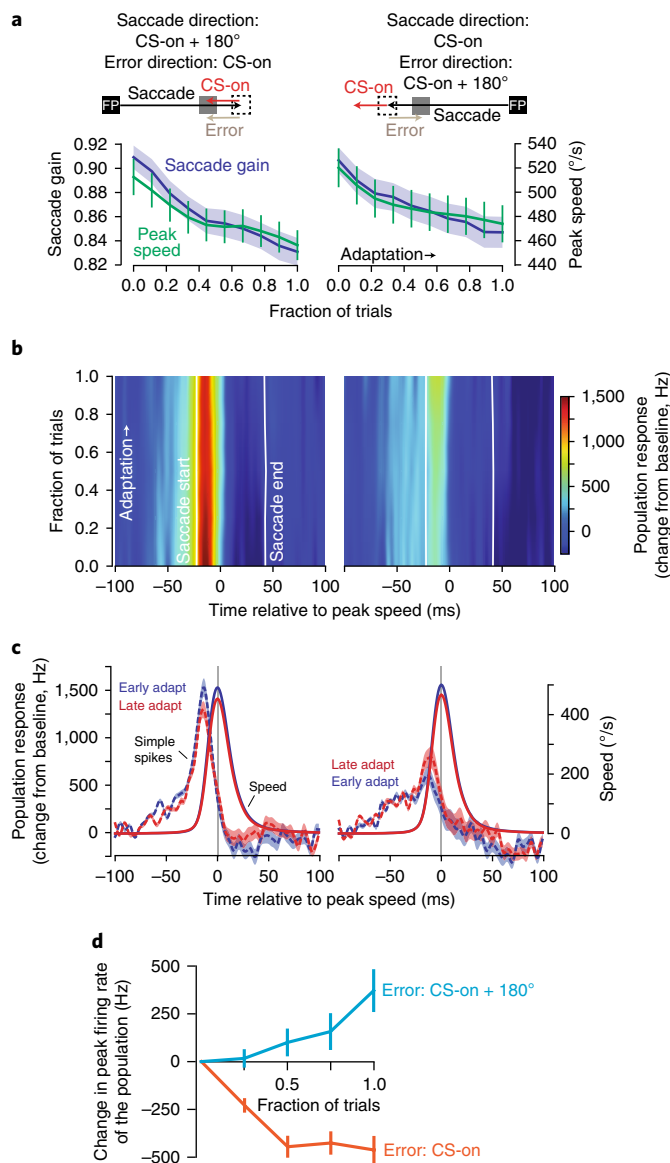 a
Saccade direction:
CS-on + 180°
Error direction: CS-on
Saccade direction:
CS-on
Error direction:
CS-on + 180°
FP
Saccade
CS-on
Error
CS-on
Error
Saccade
FP
Saccade gain
0.92
0.90
0.88
0.86
0.84
0.82
Saccade gain
Peak
speed
0.0 0.2 0.4 0.6 0.8 1.0
Adaptation→
0.0 0.2 0.4 0.6 0.8 1.0
540
520
500
480
460
440
Peak speed (°/s)
Fraction of trials
b
Fraction of trials
1.0
0.8
0.6
0.4
0.2
0.0
Adaptation→
Saccade start
Saccade end
−100 −50 0 50 100
−50 0 50 100
Time relative to peak speed (ms)
1,500
1,000
500
0
Population response
(change from baseline, Hz)
c
Population response
(change from baseline, Hz)
1,500
1,250
1,000
750
500
250
0
Early adapt
Late adapt
Simple
spikes
Speed
Late adapt
Early adapt
400
200
0
Speed (°/s)
−100 −50 0 50 100
−50 0 50 100
Time relative to peak speed (ms)
d
Change in peak firing rate
of the population (Hz)
500
250
0
−250
−500
0.5 1.0
Fraction of trials
Error: CS-on + 180°
Error: CS-on